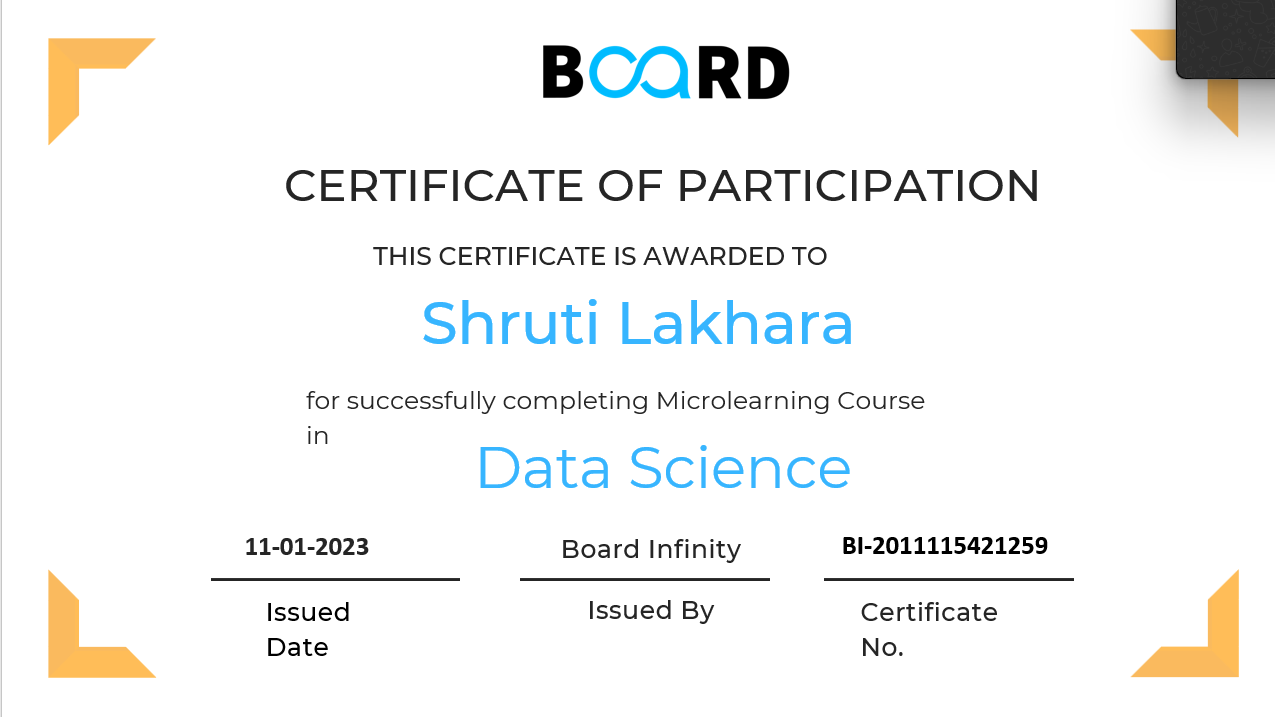 BOARD
CERTIFICATE OF PARTICIPATION
THIS CERTIFICATE IS AWARDED TO
Shruti Lakhara
for successfully completing Microlearning Course
in
Data Science
11-01-2023
Board Infinity
BI-2011115421259
Issued
Date
Issued By
Certificate
No.